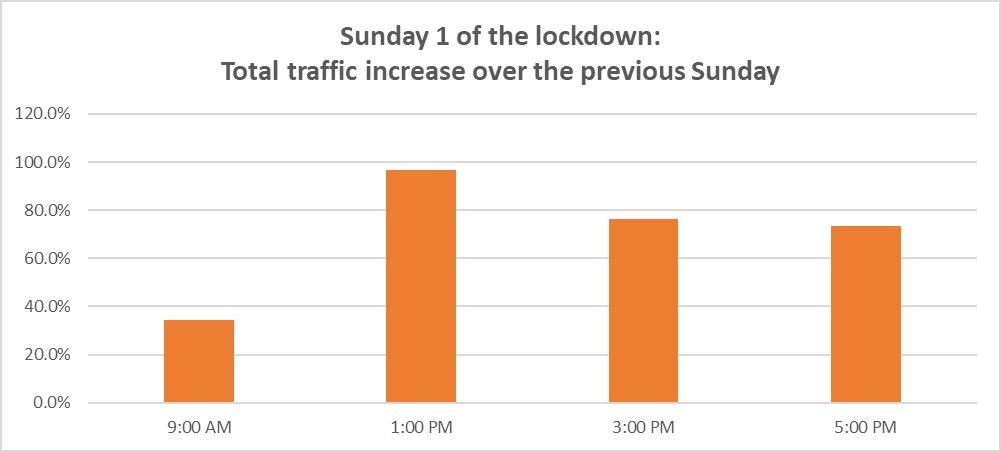 Sunday 1 of the lockdown:
Total traffic increase over the previous Sunday
120.0%
100.0%
80.0%
60.0%
40.0%
20.0%
0.0%
9:00 AM 1:00 PM 3:00 PM 5:00 PM